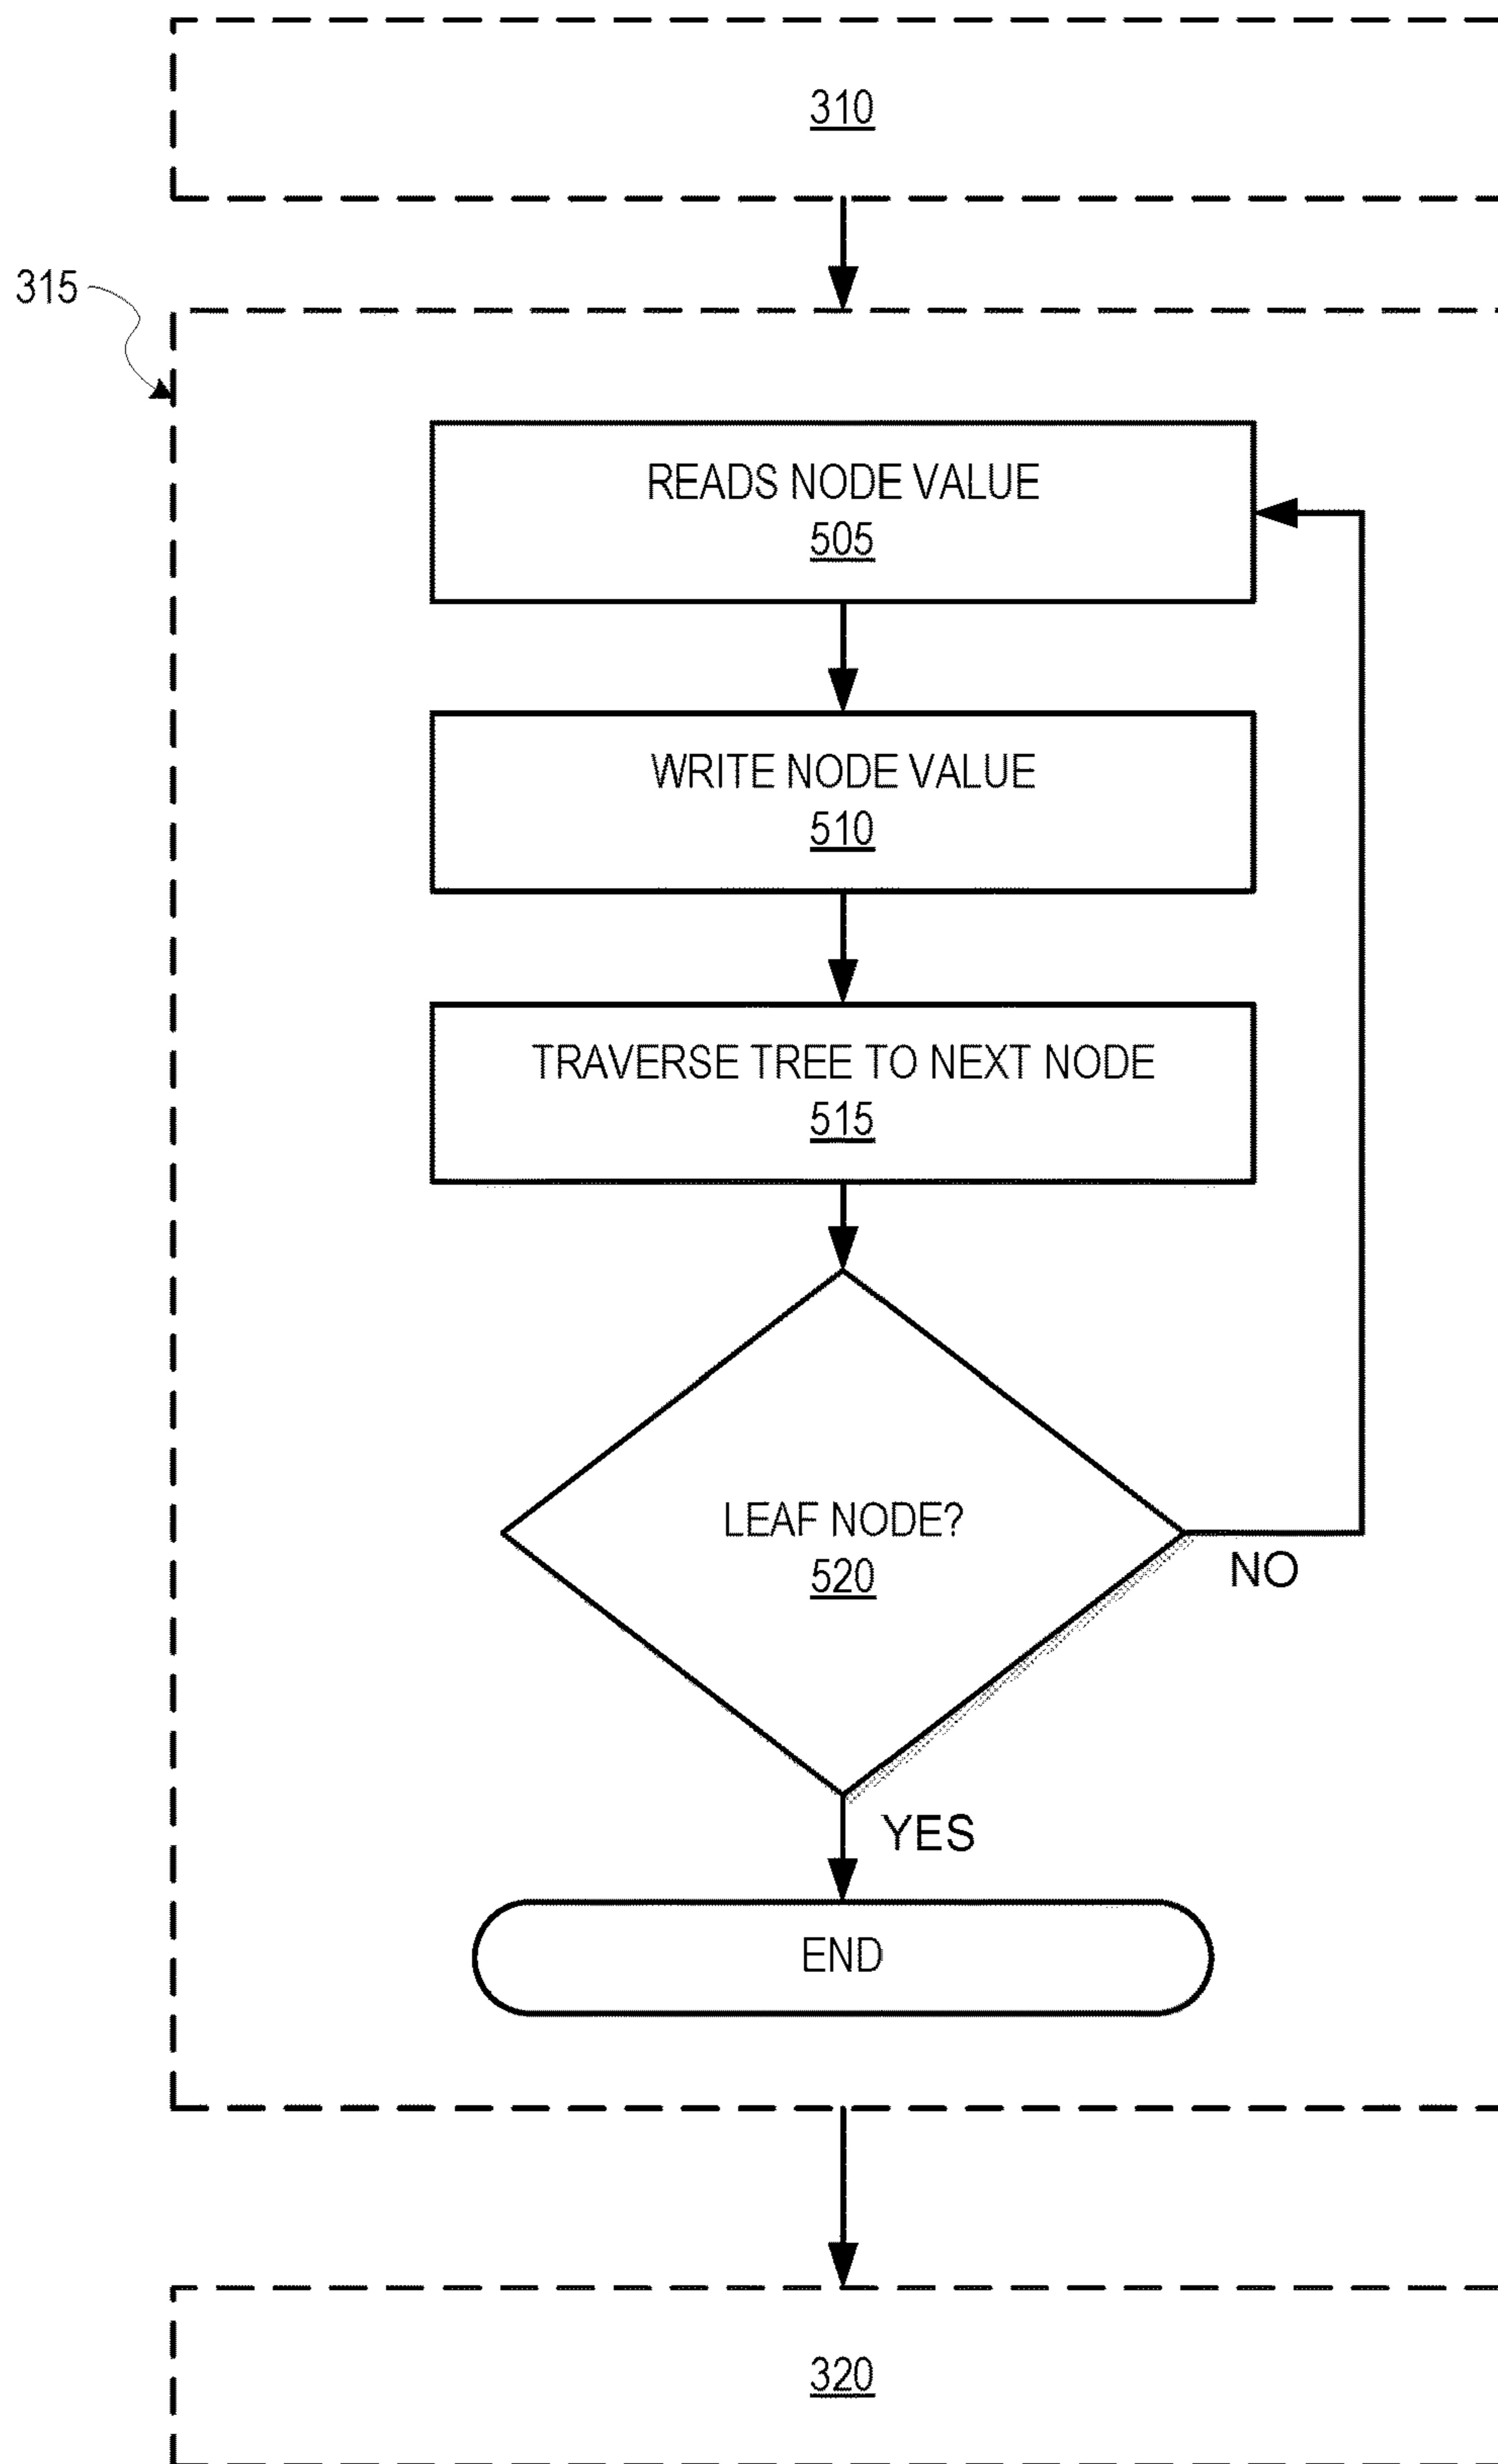 310
315
READS NODE VALUE
505
WRITE NODE VALUE
510
TRAVERSE TREE TO NEXT NODE
515
LEAF NODE?
520
NO
YES
END
320